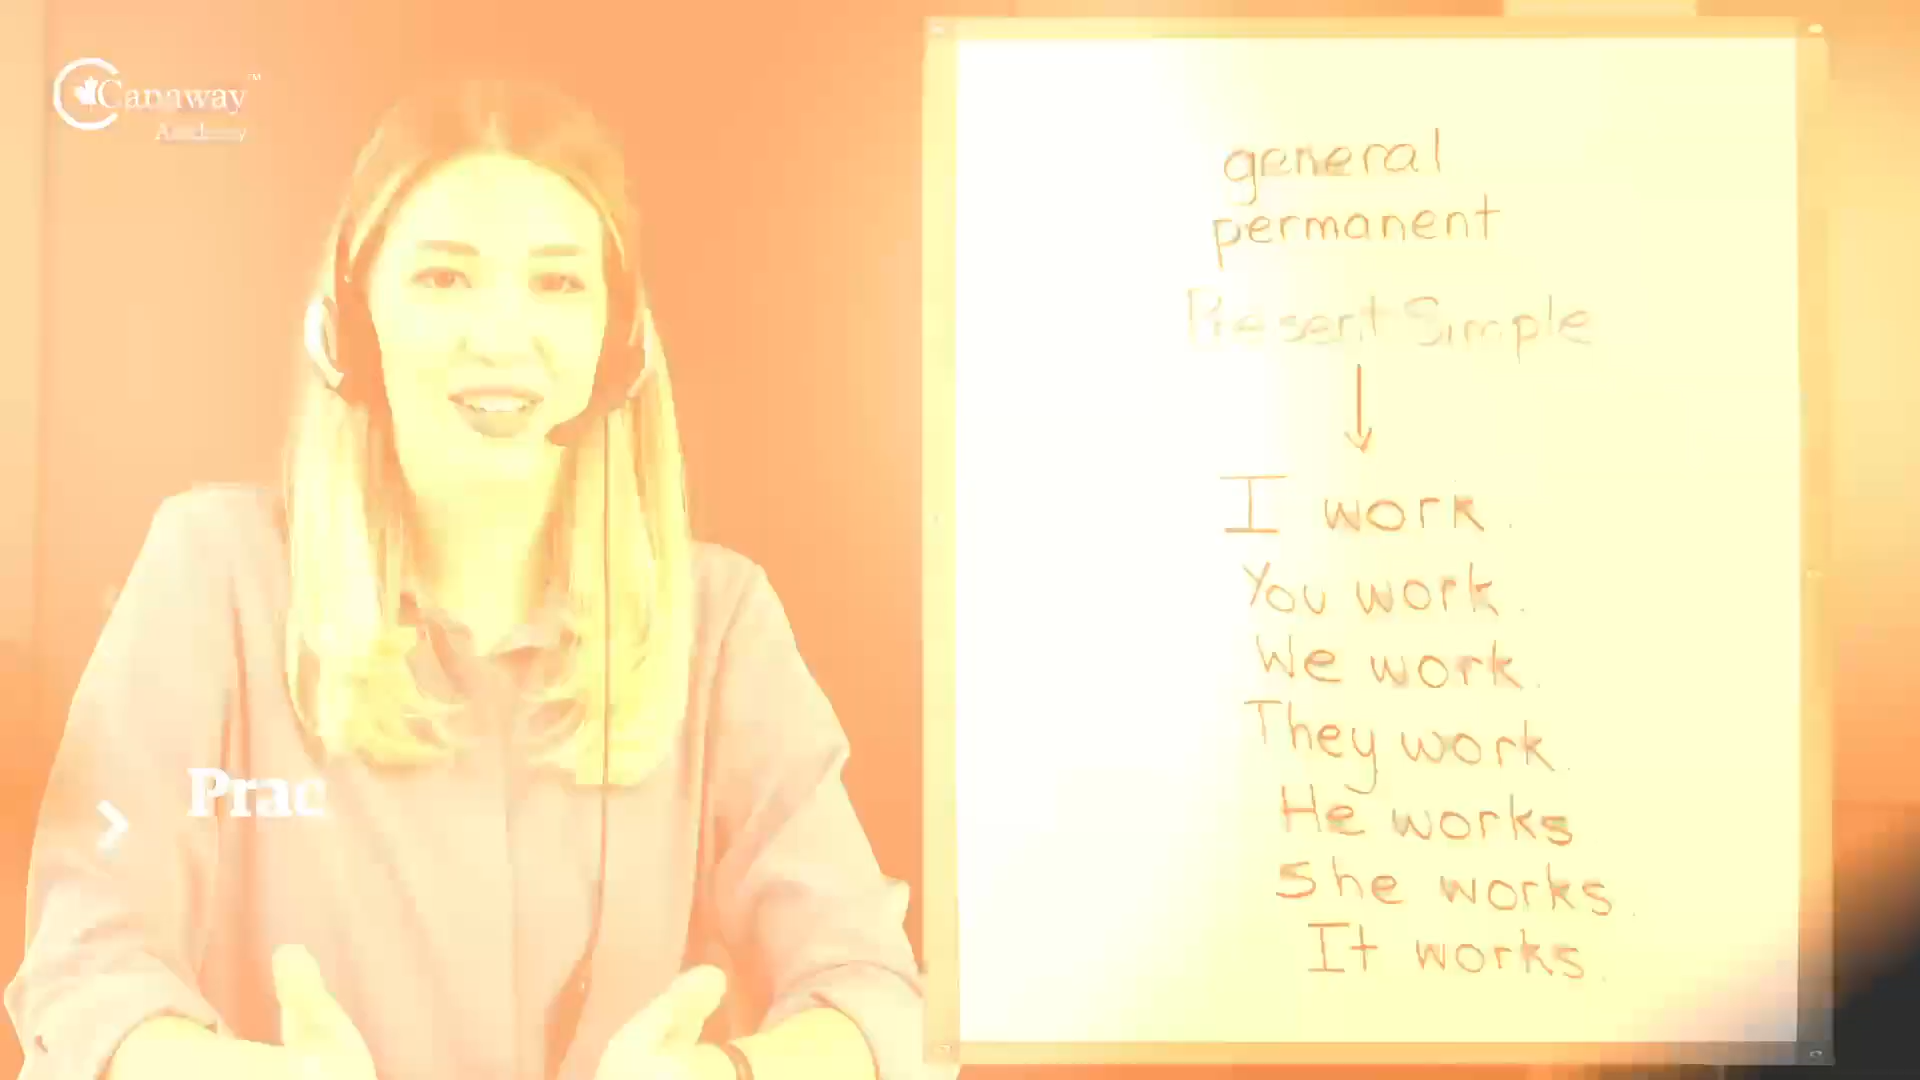 Canaway™
Academy
general
permanent
Present Simple
I work.
You work.
We work.
They work.
He works
She works.
It works.
Prac